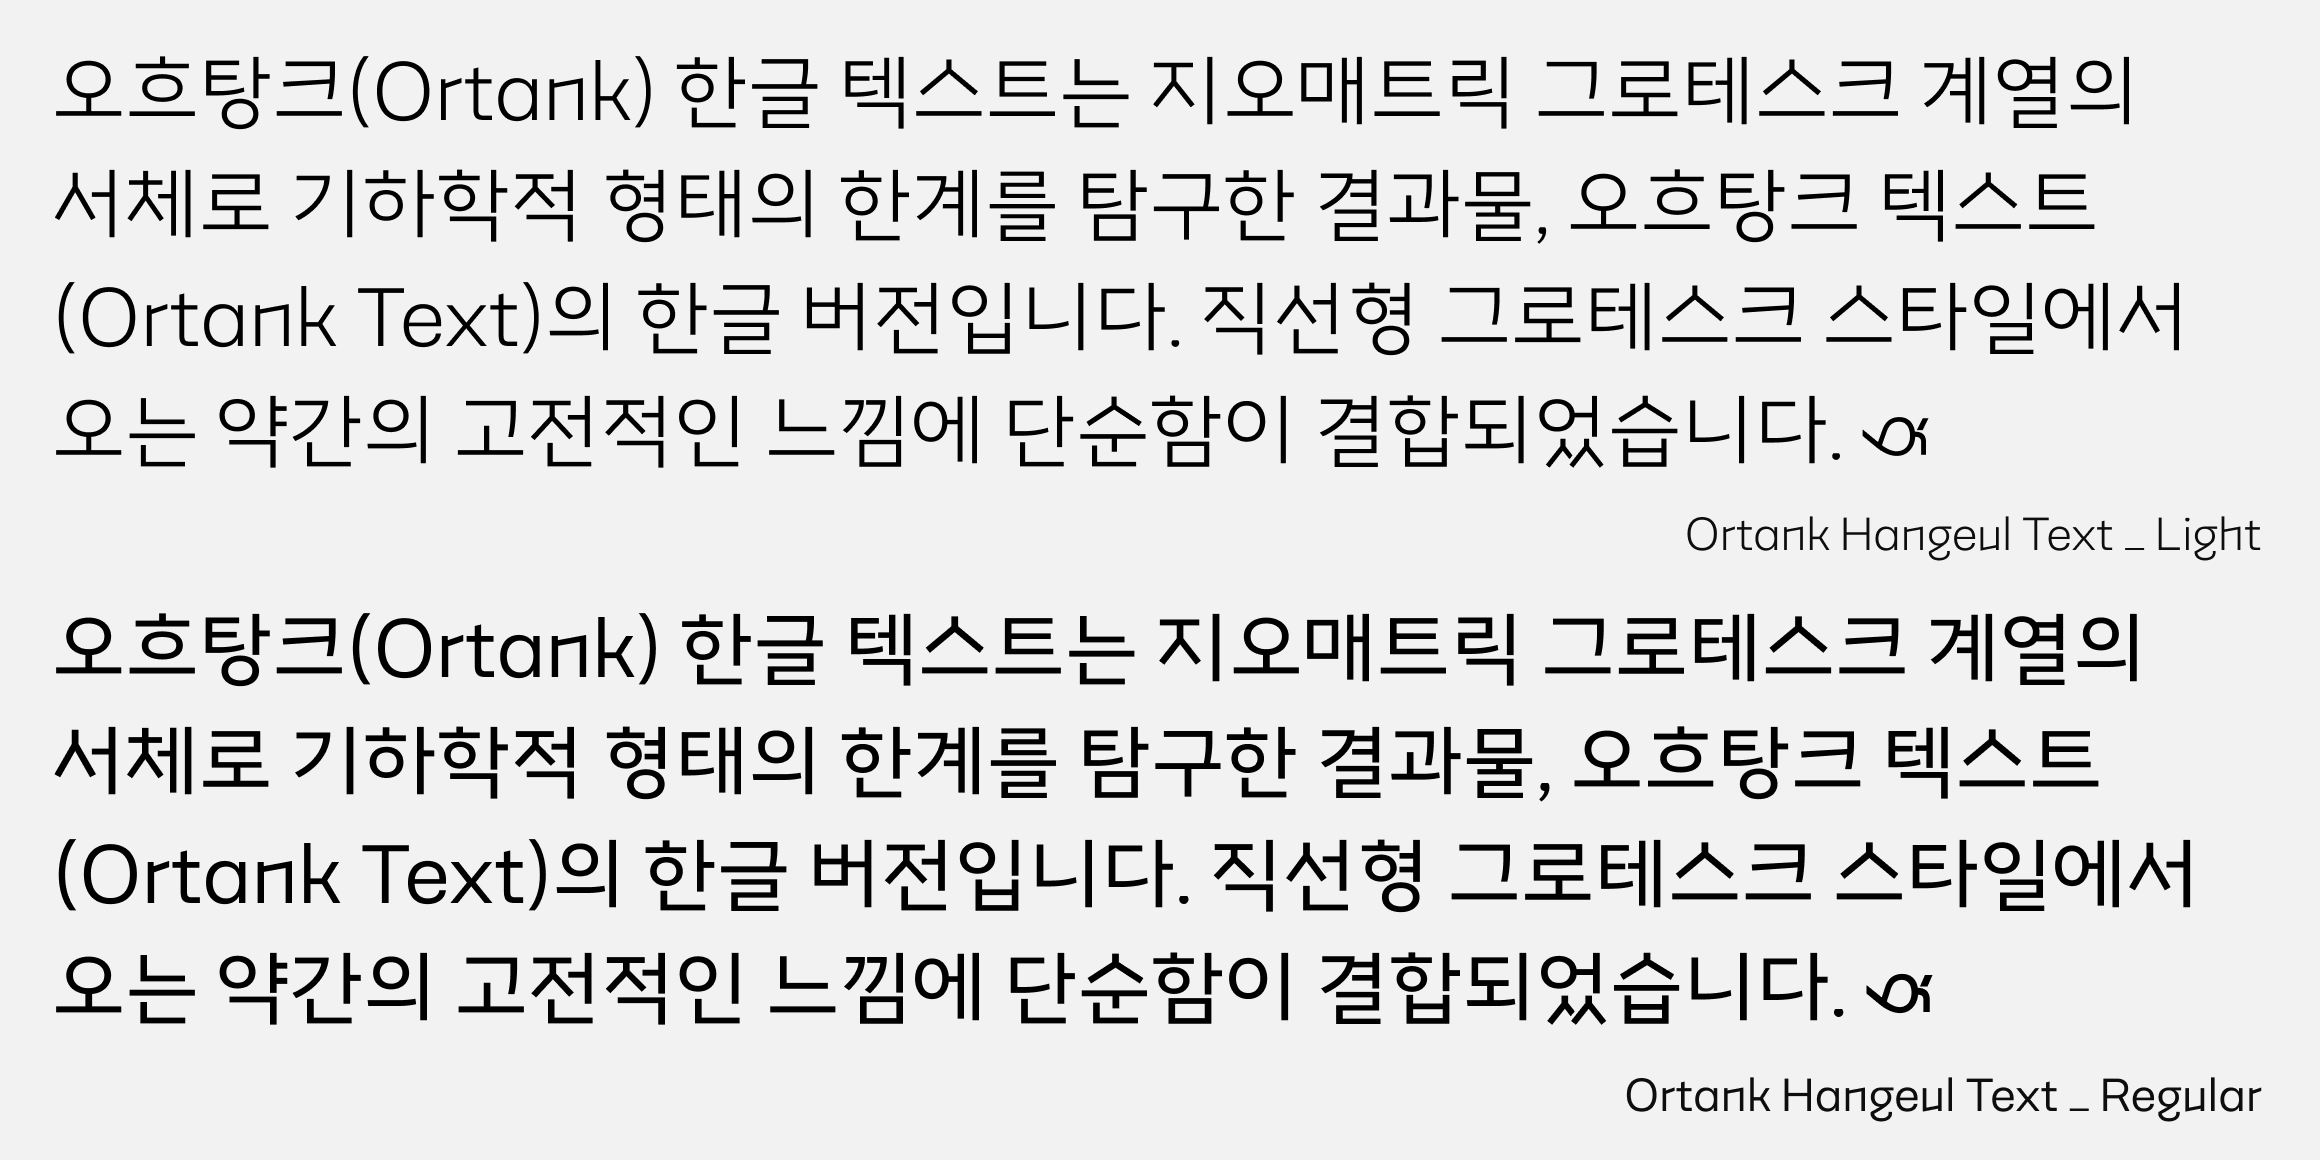 오흐탕크(Ortank) 한글 텍스트는 지오매트릭 그로테스크 계열의
서체로 기하학적 형태의 한계를 탐구한 결과물, 오흐탕크 텍스트
(Ortank Text)의 한글 버전입니다. 직선형 그로테스크 스타일에서
오는 약간의 고전적인 느낌에 단순함이 결합되었습니다.
Ortank Hangeul Text _ Light
오흐탕크(Ortank) 한글 텍스트는 지오매트릭 그로테스크 계열의
서체로 기하학적 형태의 한계를 탐구한 결과물, 오흐탕크 텍스트
(Ortank Text)의 한글 버전입니다. 직선형 그로테스크 스타일에서
오는 약간의 고전적인 느낌에 단순함이 결합되었습니다.
Ortank Hangeul Text _ Regular